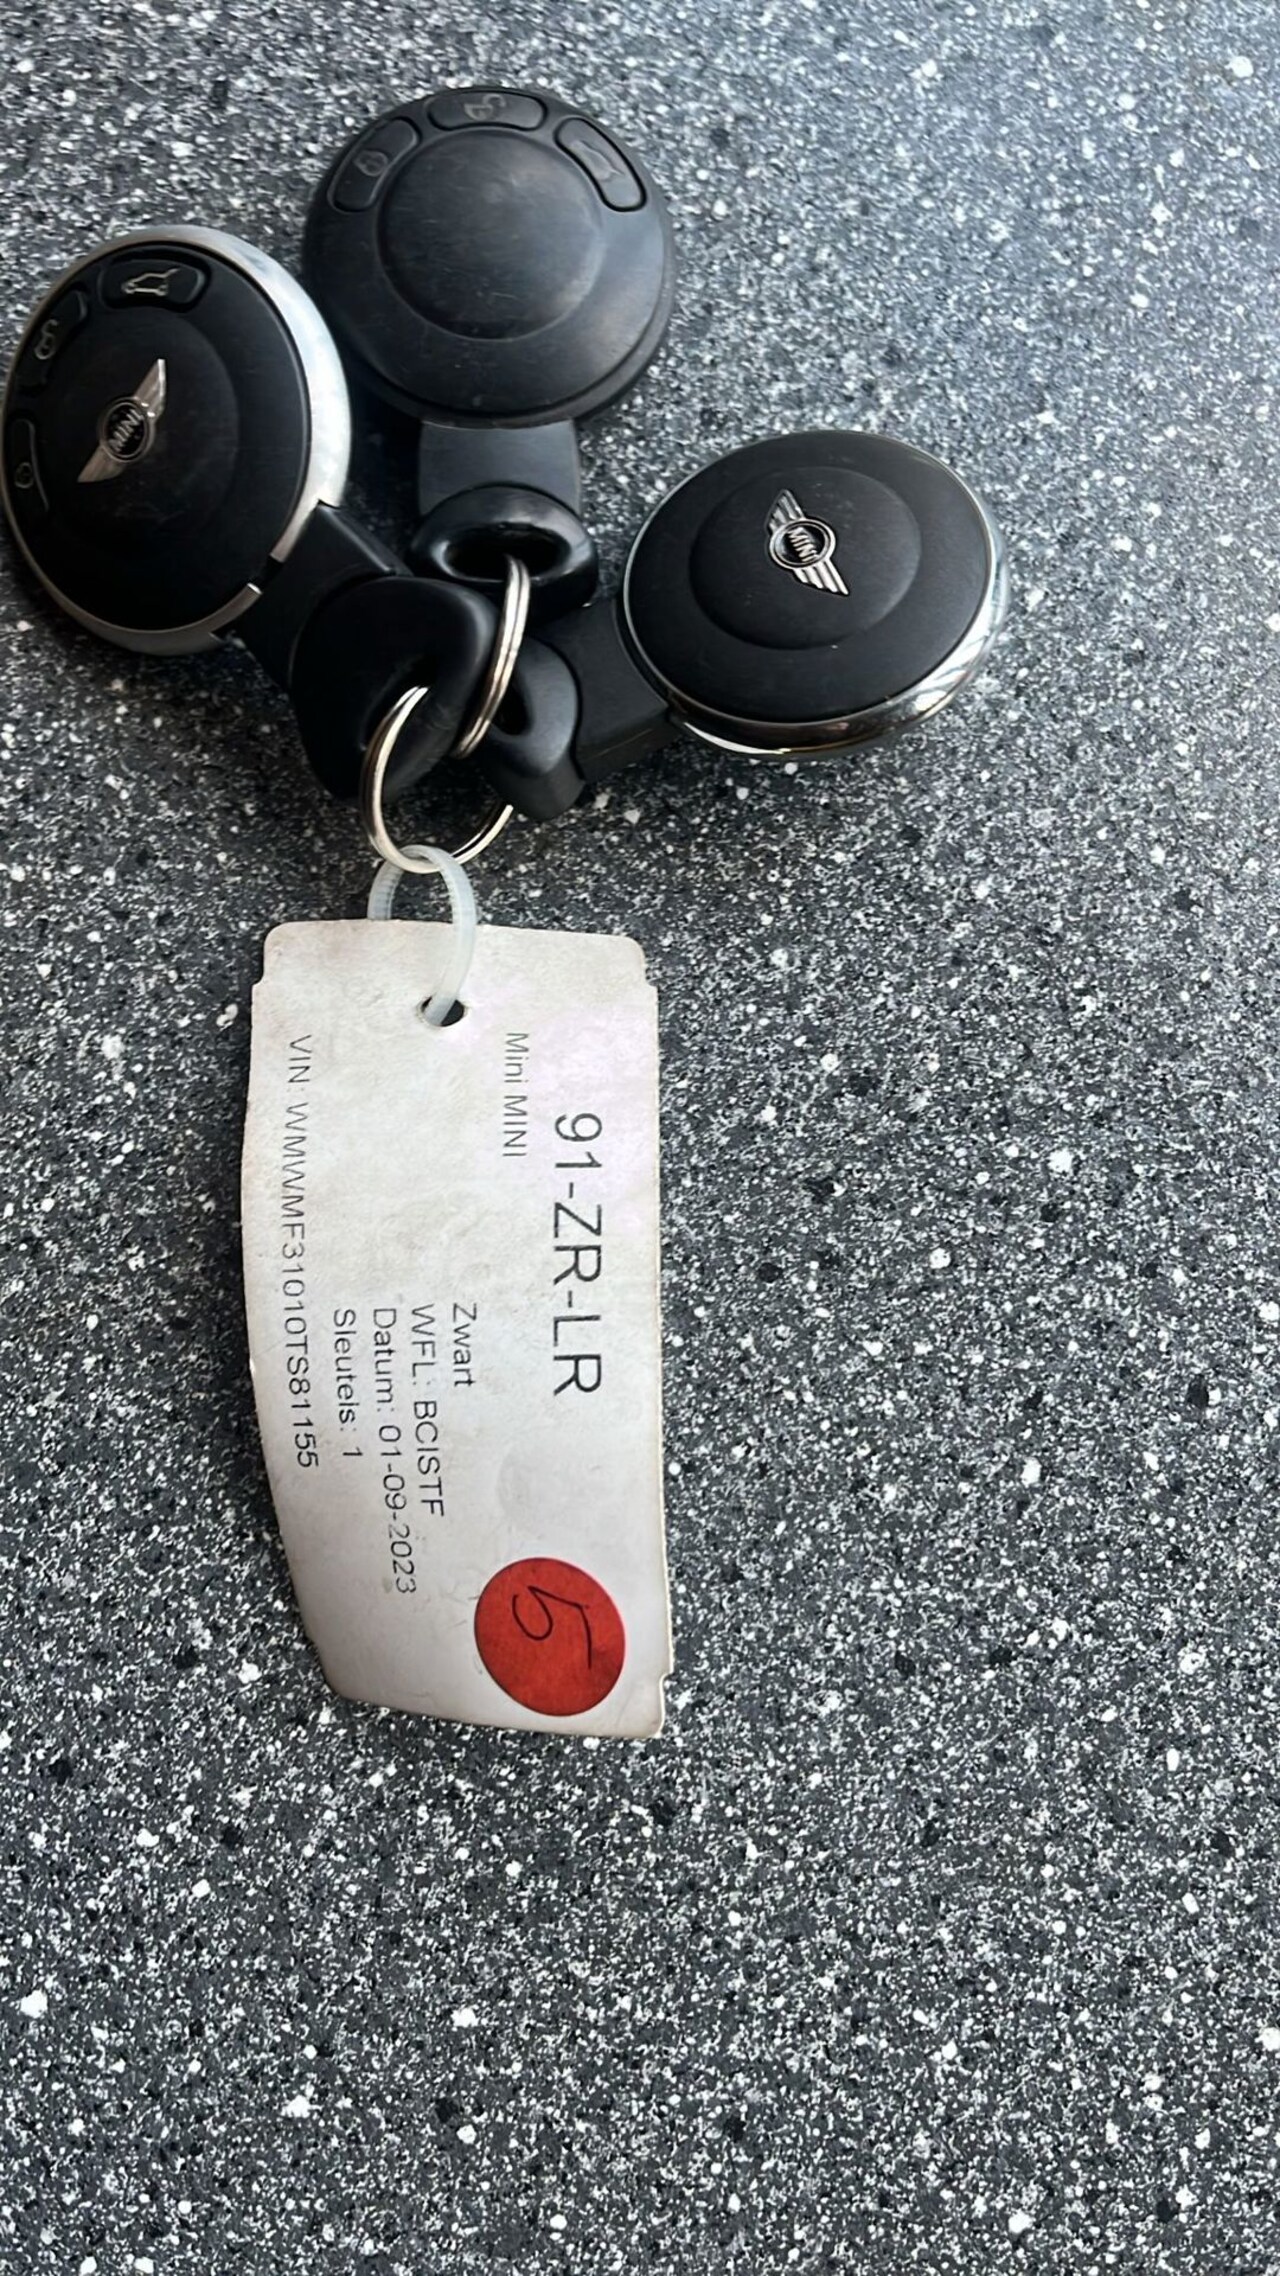 MINI
MINI
91-ZR-LR
Mini MINI
Zwart
WFL: BCISTF
Datum: 01-09-2023
Sleutels: 1
VIN: WMWMF31010TS81155
5